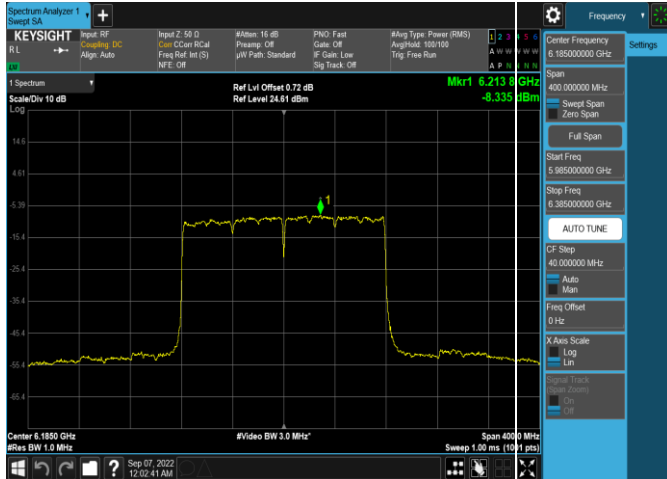 Spectrum Analyzer 1
Swept SA
KEYSIGHT
RL
Input: RF
Coupling: DC
Align: Auto
Input Z: 50 Ω
Corr CCorr RCal
Freq Ref: Int (S)
NFE: Off
#Atten: 16 dB
Preamp: Off
µW Path: Standard
PNO: Fast
Gate: Off
IF Gain: Low
Sig Track: Off
#Avg Type: Power (RMS)
Avg|Hold: 100/100
Trig: Free Run
1 2 3 4 5 6
A W W W W W
A P N N N N
1 Spectrum
Scale/Div 10 dB
Log
Ref Lvl Offset 0.72 dB
Ref Level 24.61 dBm
Mkr1 6.213 8 GHz
-8.335 dBm
14.6
4.61
-5.39
-15.4
-25.4
-35.4
-45.4
-55.4
-65.4
1
Center 6.1850 GHz
#Res BW 1.0 MHz
#Video BW 3.0 MHz*
Span 400.0 MHz
Sweep 1.00 ms (1001 pts)
?
Sep 07, 2022
12:02:41 AM
Frequency
Settings
Center Frequency
6.185000000 GHz
Span
400.000000 MHz
Swept Span
Zero Span
Full Span
Start Freq
5.985000000 GHz
Stop Freq
6.385000000 GHz
AUTO TUNE
CF Step
40.000000 MHz
Auto
Man
Freq Offset
0 Hz
X Axis Scale
Log
Lin
Signal Track
(Span Zoom)
On
Off